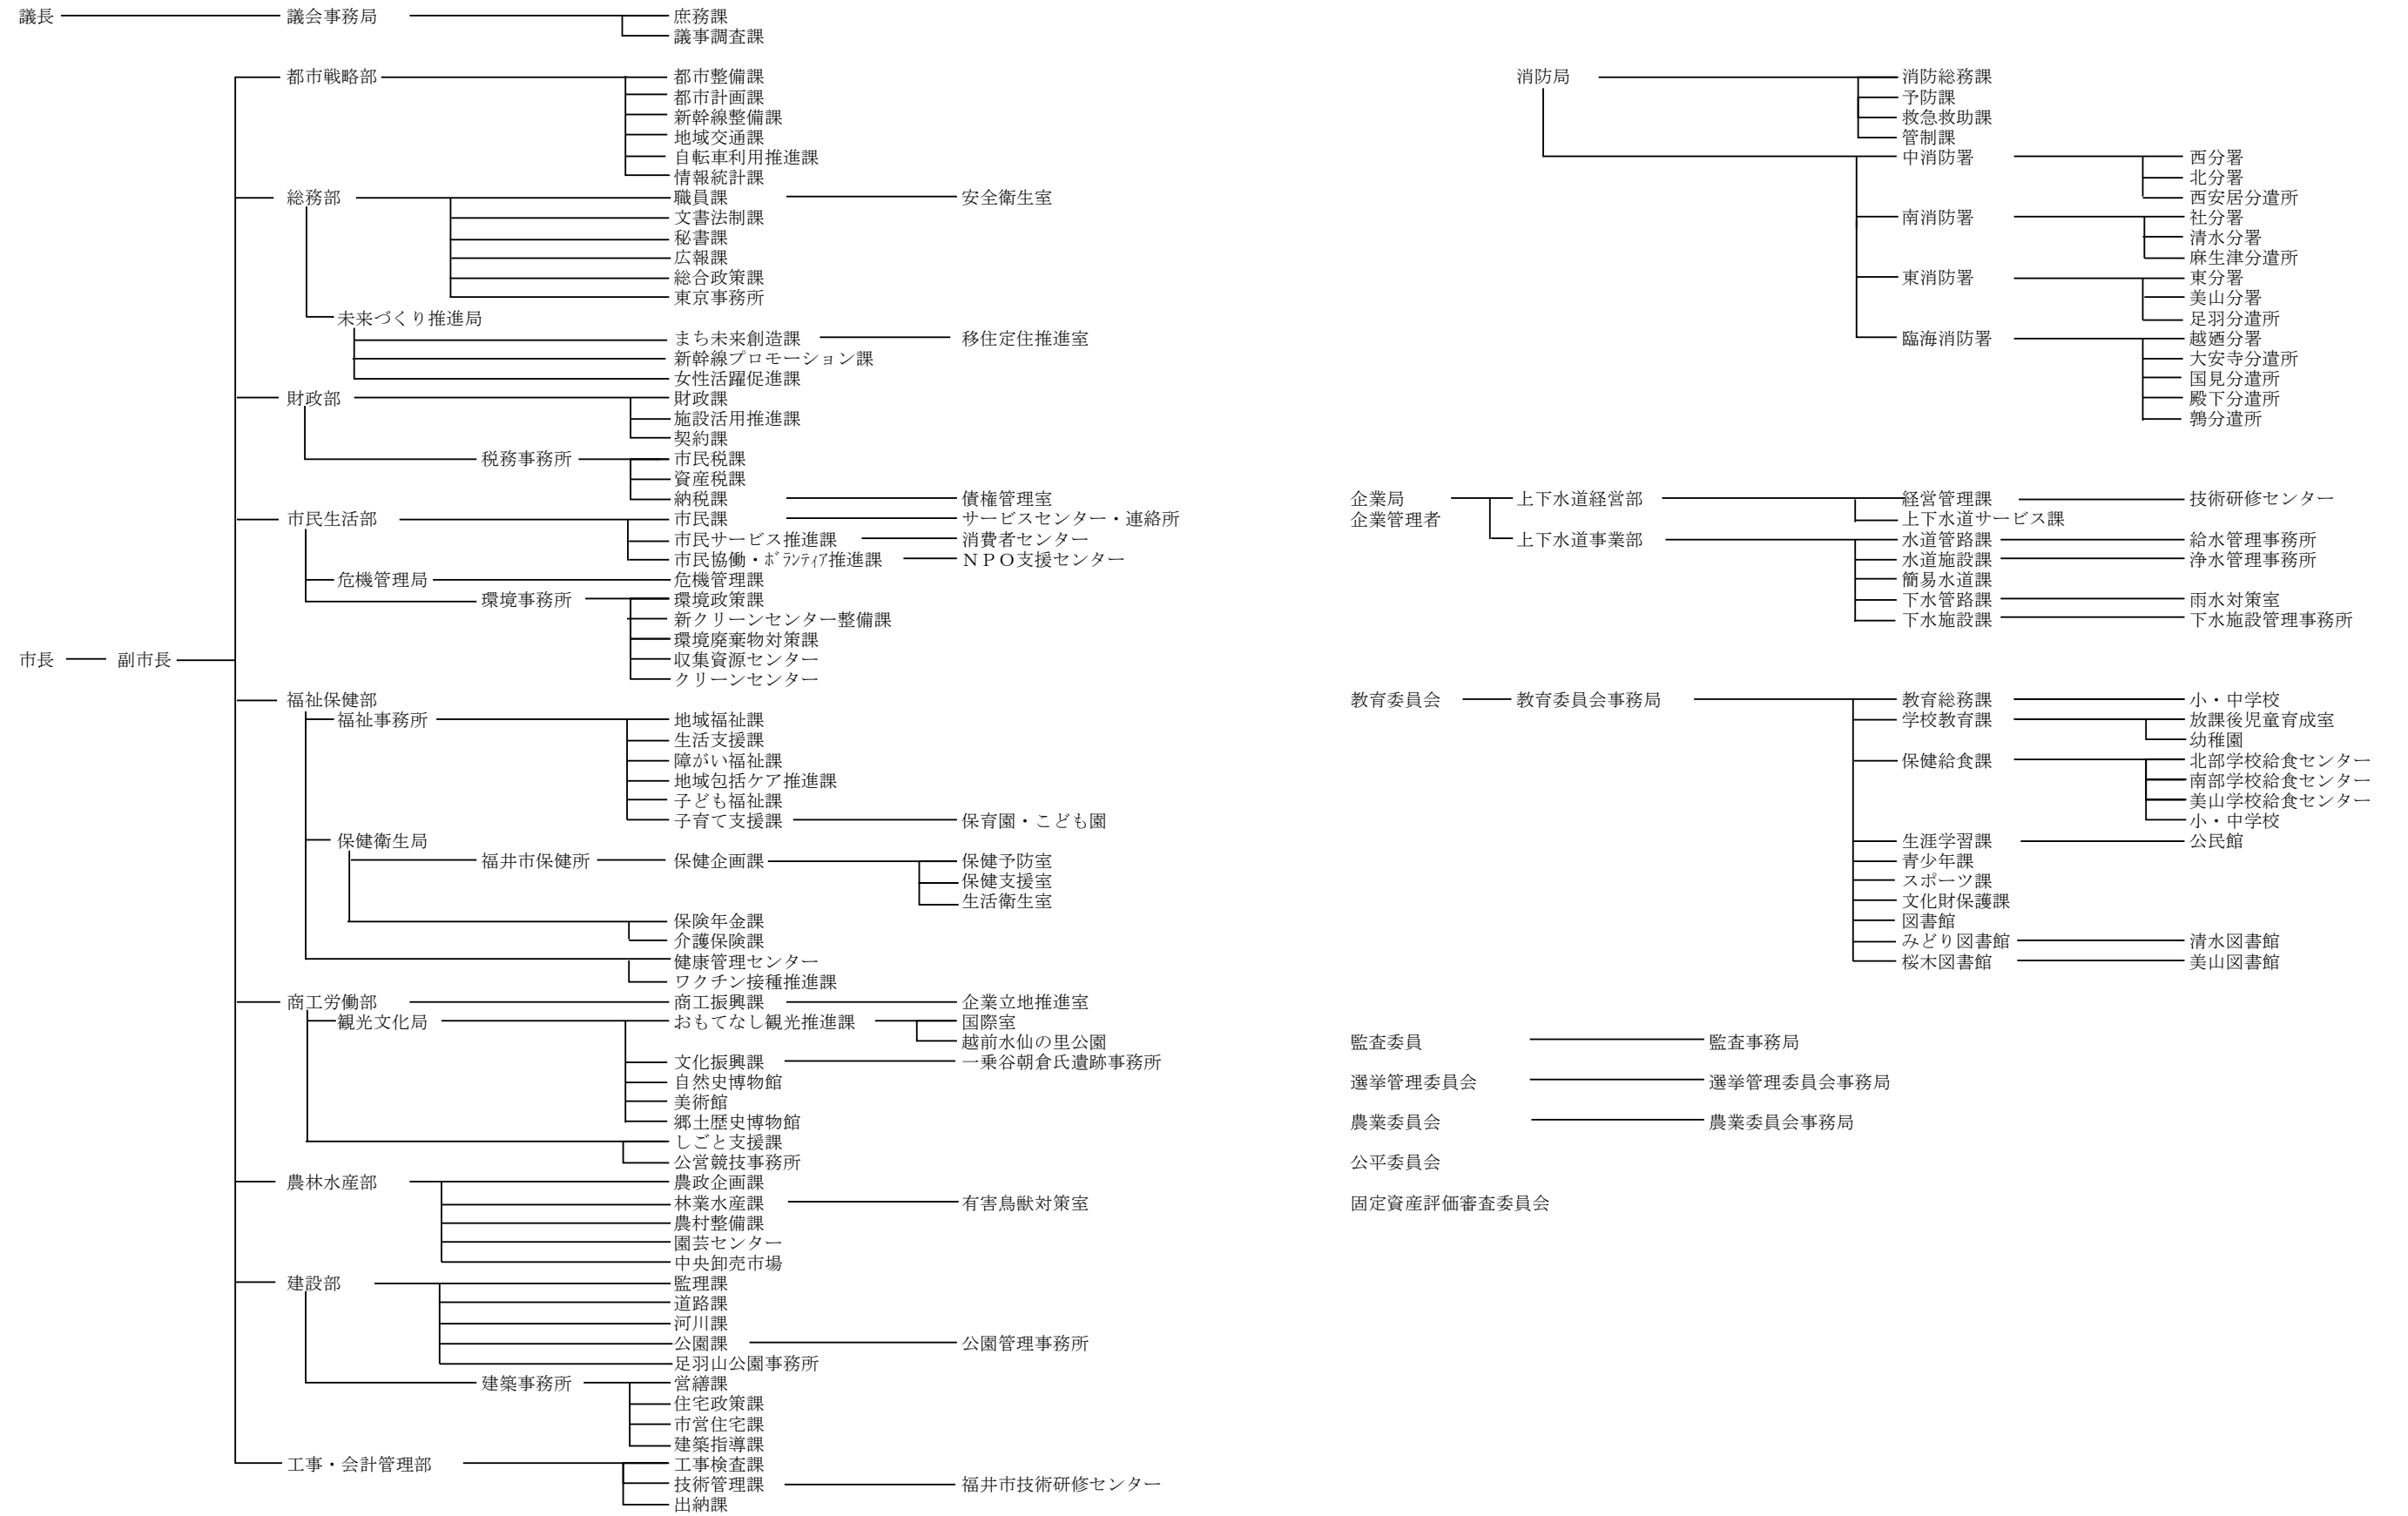 議長 議会事務局 庶務課
議事調査課
都市戦略部 都市整備課
都市計画課
新幹線整備課
地域交通課
自転車利用推進課
情報統計課
総務部 職員課 安全衛生室
文書法制課
秘書課
広報課
総合政策課
東京事務所
未来づくり推進局
まち未来創造課 移住定住推進室
新幹線プロモーション課
女性活躍促進課
財政部 財政課
施設活用推進課
契約課
税務事務所 市民税課
資産税課
納税課 債権管理室
市民生活部 市民課 サービスセンター・連絡所
市民サービス推進課 消費者センター
市民協働・ﾎﾞﾗﾝﾃｨｱ推進課 ＮＰＯ支援センター
危機管理局 危機管理課
環境事務所 環境政策課
新クリーンセンター整備課
環境廃棄物対策課
市長 副市長 収集資源センター
クリーンセンター
福祉保健部
福祉事務所 地域福祉課
生活支援課
障がい福祉課
地域包括ケア推進課
子ども福祉課
子育て支援課 保育園・こども園
保健衛生局
福井市保健所 保健企画課 保健予防室
保健支援室
生活衛生室
保険年金課
介護保険課
健康管理センター
ワクチン接種推進課
商工労働部 商工振興課 企業立地推進室
観光文化局 おもてなし観光推進課 国際室
越前水仙の里公園
文化振興課 一乗谷朝倉氏遺跡事務所
自然史博物館
美術館
郷土歴史博物館
しごと支援課
公営競技事務所
農林水産部 農政企画課
林業水産課 有害鳥獣対策室
農村整備課
園芸センター
中央卸売市場
建設部 監理課
道路課
河川課
公園課 公園管理事務所
足羽山公園事務所
建築事務所 営繕課
住宅政策課
市営住宅課
建築指導課
工事・会計管理部 工事検査課
技術管理課 福井市技術研修センター
出納課
消防局 消防総務課
予防課
救急救助課
管制課
中消防署 西分署
北分署
西安居分遣所
南消防署 社分署
清水分署
麻生津分遣所
東消防署 東分署
美山分署
足羽分遣所
臨海消防署 越廼分署
大安寺分遣所
国見分遣所
殿下分遣所
鶉分遣所
企業局 上下水道経営部 経営管理課 技術研修センター
企業管理者 上下水道サービス課
上下水道事業部 水道管路課 給水管理事務所
水道施設課 浄水管理事務所
簡易水道課
下水管路課 雨水対策室
下水施設課 下水施設管理事務所
教育委員会 教育委員会事務局 教育総務課 小・中学校
学校教育課 放課後児童育成室
幼稚園
保健給食課 北部学校給食センター
南部学校給食センター
美山学校給食センター
小・中学校
生涯学習課 公民館
青少年課
スポーツ課
文化財保護課
図書館
みどり図書館 清水図書館
桜木図書館 美山図書館
監査委員 監査事務局
選挙管理委員会 選挙管理委員会事務局
農業委員会 農業委員会事務局
公平委員会
固定資産評価審査委員会